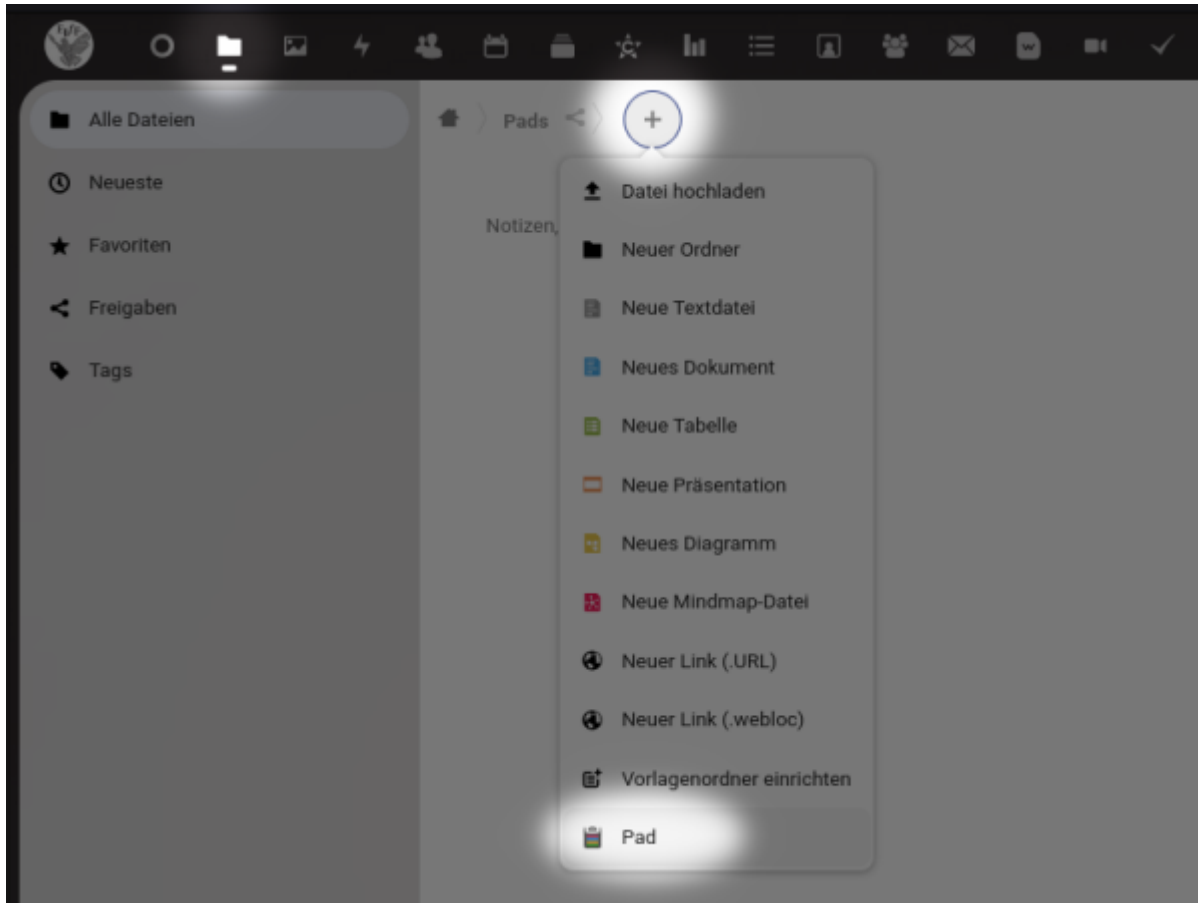 Alle Dateien
Neueste
Favoriten
Freigaben
Tags
Pads
Notizen,
Datei hochladen
Neuer Ordner
Neue Textdatei
Neues Dokument
Neue Tabelle
Neue Präsentation
Neues Diagramm
Neue Mindmap-Datei
Neuer Link (.URL)
Neuer Link (.webloc)
Vorlagenordner einrichten
Pad